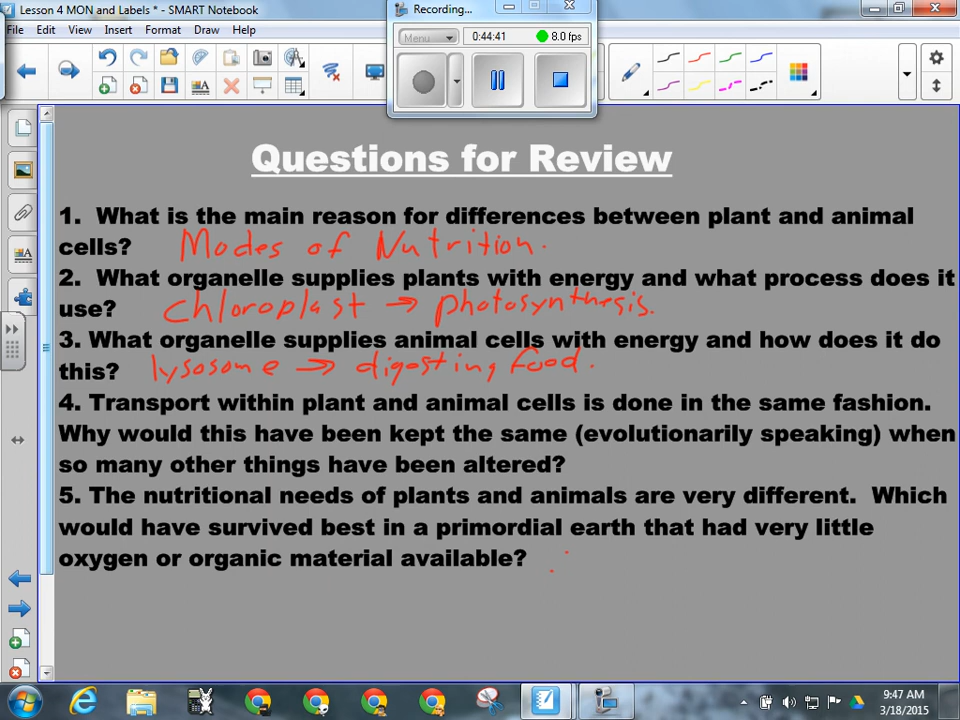 Lesson 4 MON and Labels * - SMART Notebook
Recording...
File Edit View Insert Format Draw Help
Menu 0:44:41 8.0 fps
Questions for Review
1. What is the main reason for differences between plant and animal
cells? Modes of Nutrition.
2. What organelle supplies plants with energy and what process does it
use? Chloroplast → photosynthesis.
3. What organelle supplies animal cells with energy and how does it do
this? lysosome → digesting food.
4. Transport within plant and animal cells is done in the same fashion.
Why would this have been kept the same (evolutionarily speaking) when
so many other things have been altered?
5. The nutritional needs of plants and animals are very different. Which
would have survived best in a primordial earth that had very little
oxygen or organic material available?
9:47 AM
3/18/2015